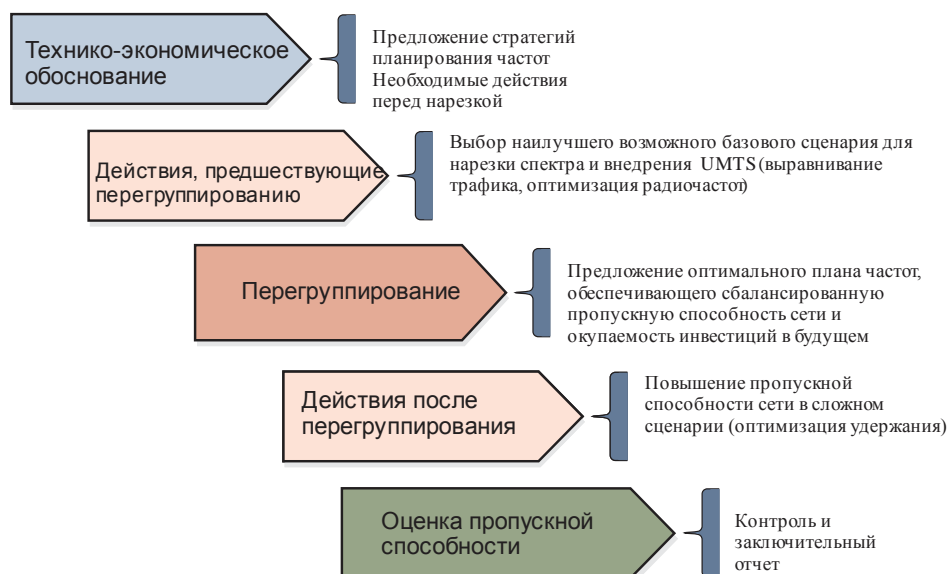 Технико-экономическое
обоснование
Предложение стратегий
планирования частот
Необходимые действия
перед нарезкой
Действия, предшествующие
перегруппированию
Выбор наилучшего возможного базового сценария для
нарезки спектра и внедрения UMTS (выравнивание
трафика, оптимизация радиочастот)
Перегруппирование
Предложение оптимального плана частот,
обеспечивающего сбалансированную
пропускную способность сети и
окупаемость инвестиций в будущем
Действия после
перегруппирования
Повышение пропускной
способности сети в сложном
сценарии (оптимизация удержания)
Оценка пропускной
способности
Контроль и
заключительный
отчет